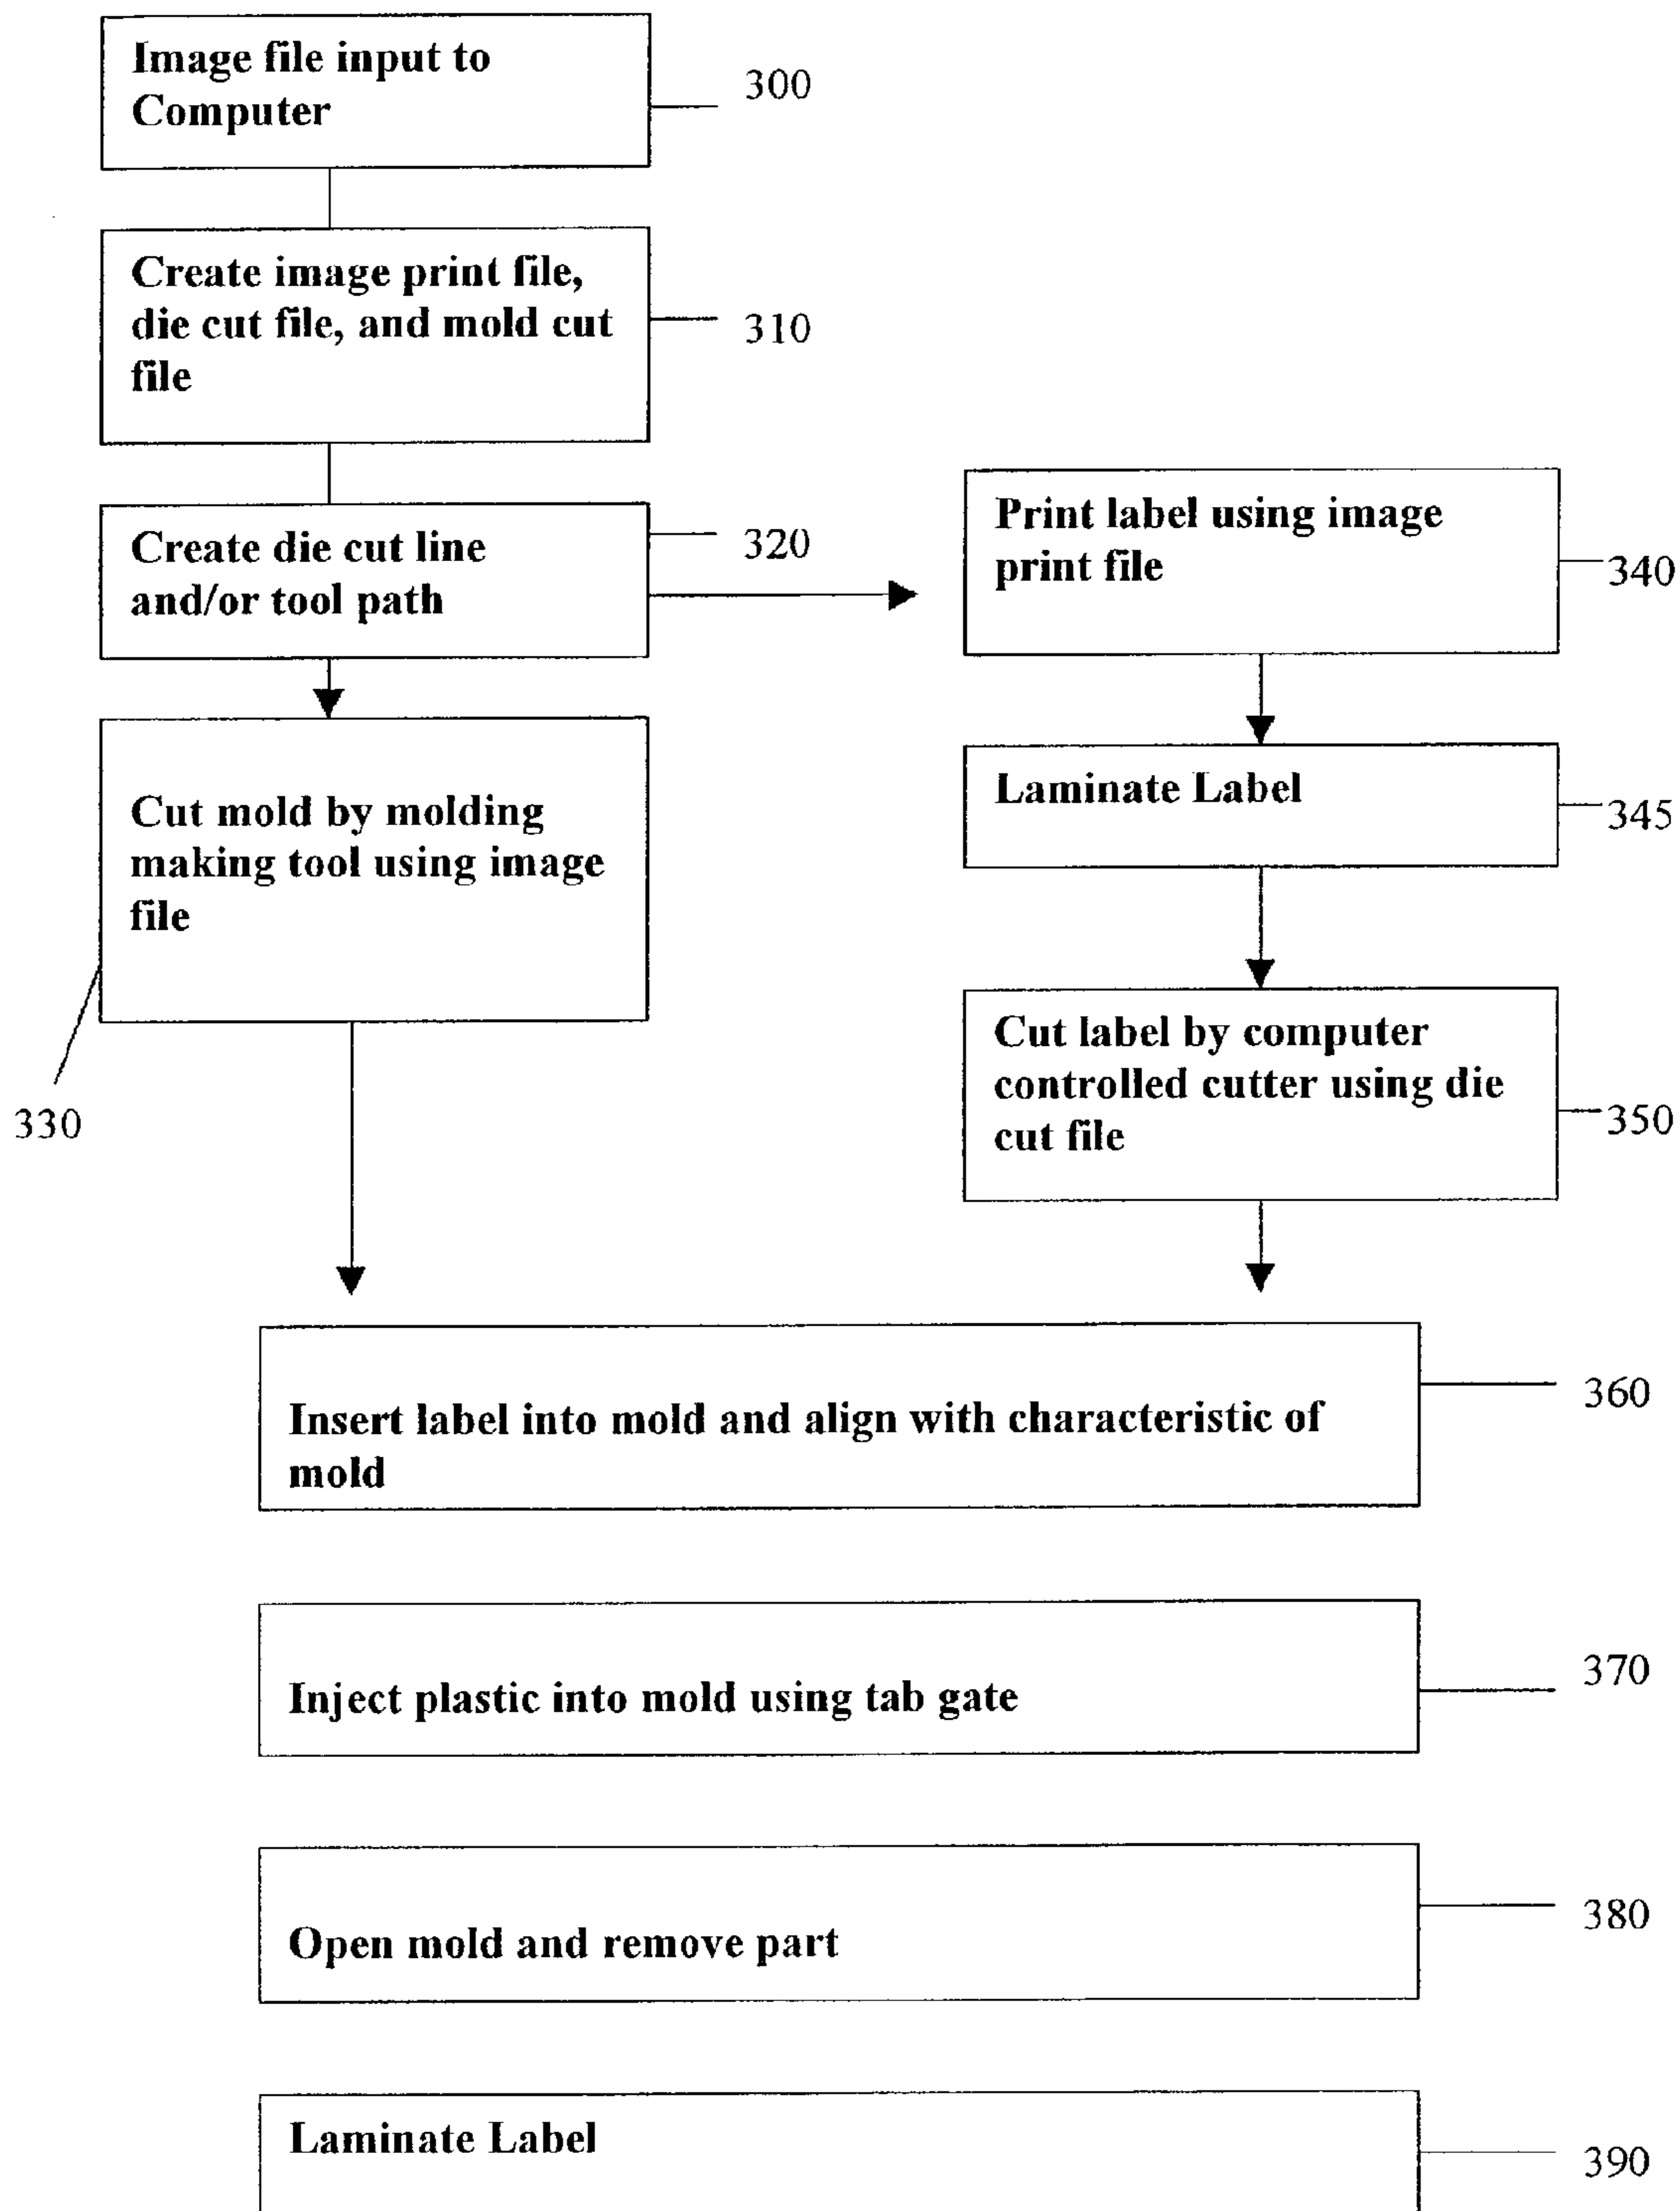 Image file input to
Computer
300
Create image print file,
die cut file, and mold cut
file
310
Create die cut line
and/or tool path
320
Cut mold by molding
making tool using image
file
330
Print label using image
print file
340
Laminate Label
345
Cut label by computer
controlled cutter using die
cut file
350
Insert label into mold and align with characteristic of
mold
360
Inject plastic into mold using tab gate
370
Open mold and remove part
380
Laminate Label
390